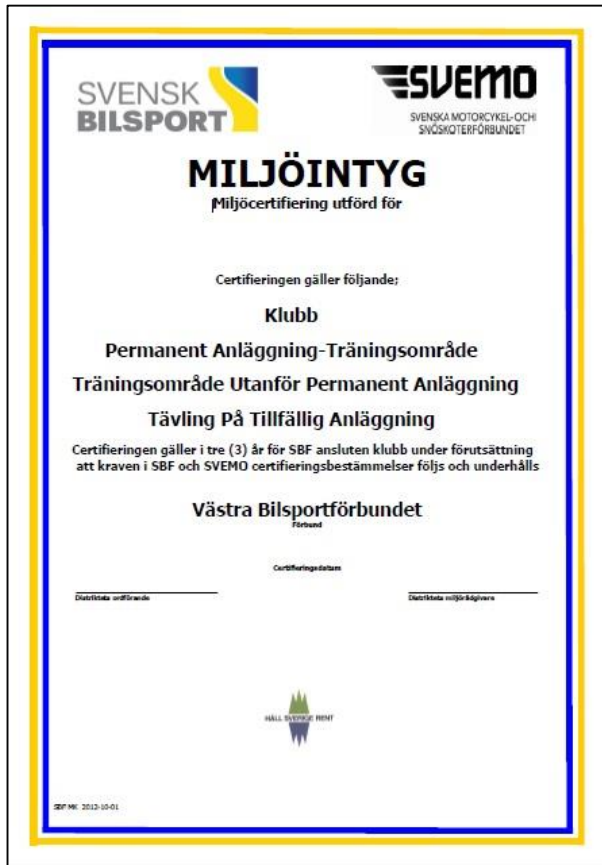 SVENSK
BILSPORT
SVEMO
SVENSKA MOTORCYKEL-OCH
SNÖSKOTERFÖRBUNDET
MILJÖINTYG
Miljöcertifiering utförd för
Certifieringen gäller följande;
Klubb
Permanent Anläggning-Träningsområde
Träningsområde Utanför Permanent Anläggning
Tävling På Tillfällig Anläggning
Certifieringen gäller i tre (3) år för SBF ansluten klubb under förutsättning
att kraven i SBF och SVEMO certifieringsbestämmelser följs och underhålls
Västra Bilsportförbundet
Förbund
Certifieringsdatum
Distriktets ordförande
Distriktets miljörådgivare
HÅLL SVERIGE RENT
SBF MK 2012-10-01